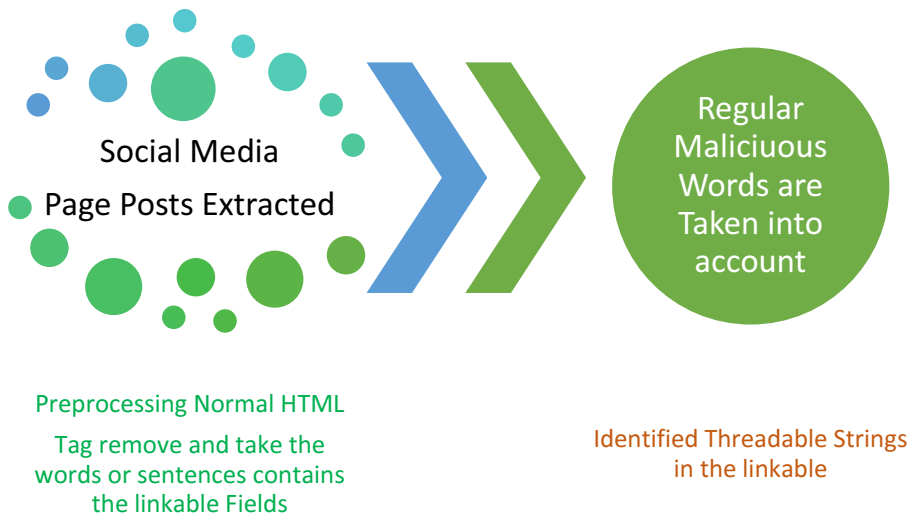 Social Media
Page Posts Extracted
Regular
Maliciuous
Words are
Taken into
account
Preprocessing Normal HTML
Tag remove and take the
words or sentences contains
the linkable Fields
Identified Threadable Strings
in the linkable